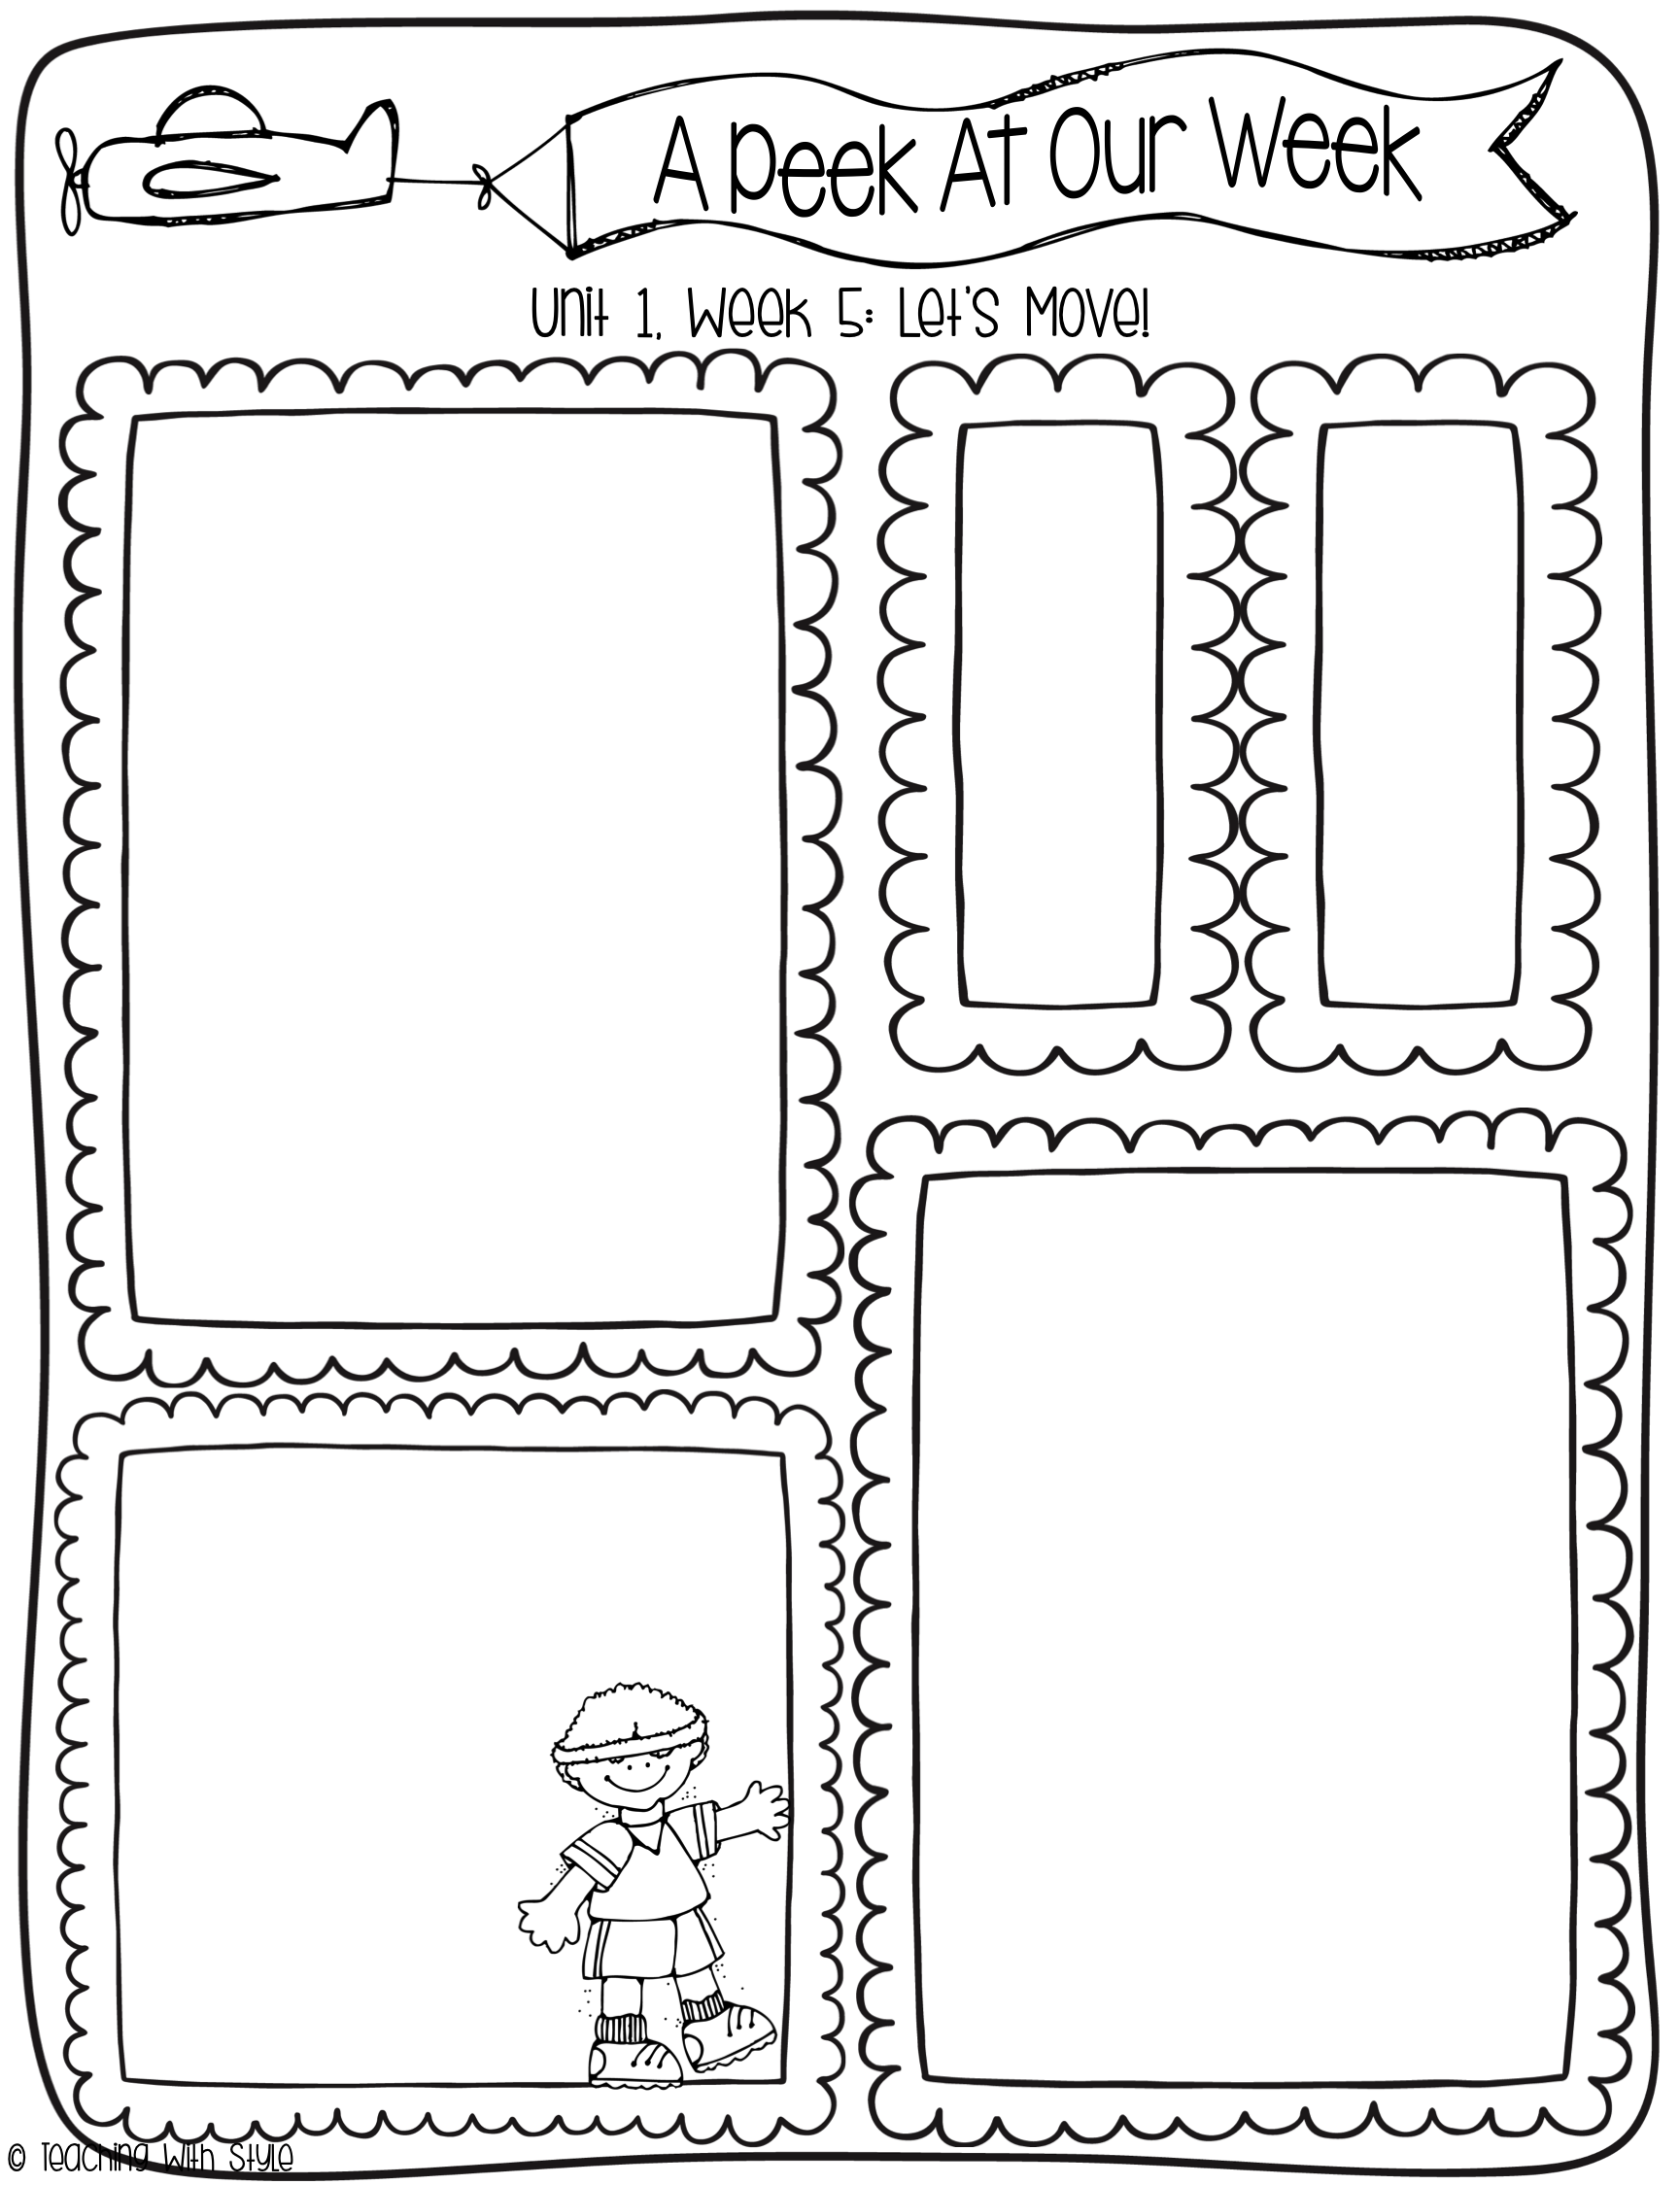 A Peek At Our Week
Unit 1, Week 5: Let's Move!
© Teaching With Style